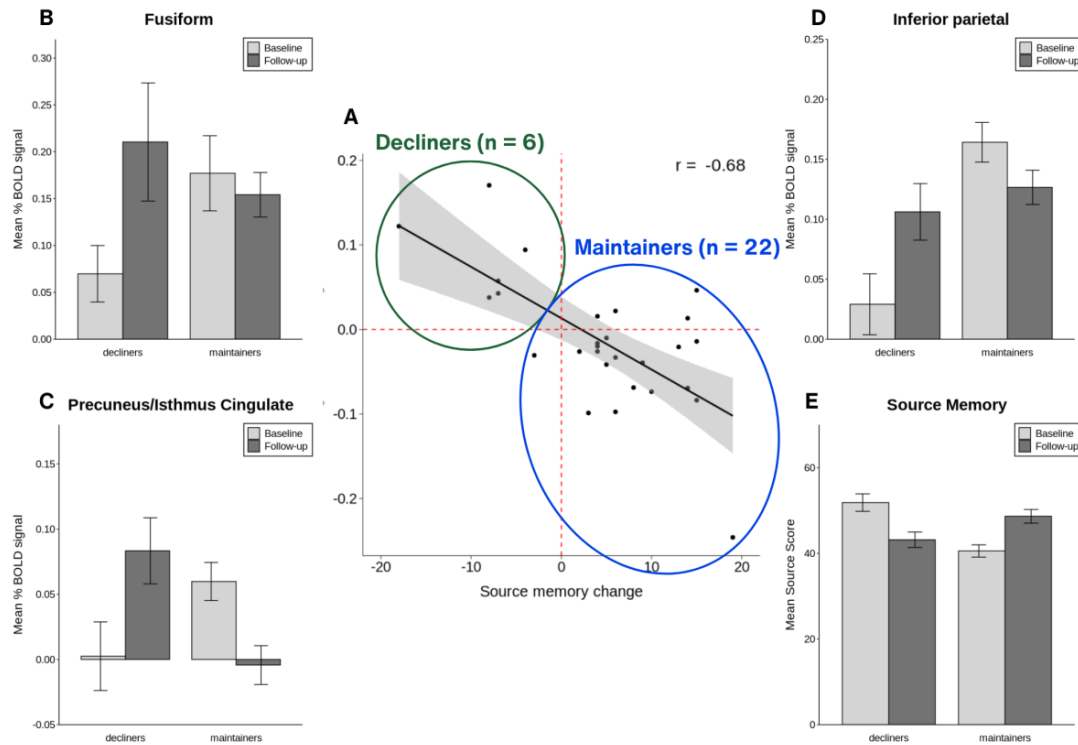 B
Fusiform
Baseline
Follow-up
Mean % BOLD signal
0.30
0.25
0.20
0.15
0.10
0.05
0.00
decliners
maintainers
C
Precuneus/Isthmus Cingulate
Baseline
Follow-up
Mean % BOLD signal
0.15
0.10
0.05
0.00
-0.05
decliners
maintainers
A
Decliners (n = 6)
r = -0.68
Maintainers (n = 22)
0.2
0.1
0.0
-0.1
-0.2
-20
-10
0
10
20
Source memory change
D
Inferior parietal
Baseline
Follow-up
Mean % BOLD signal
0.25
0.20
0.15
0.10
0.05
0.00
decliners
maintainers
E
Source Memory
Baseline
Follow-up
Mean Source Score
60
40
20
0
decliners
maintainers